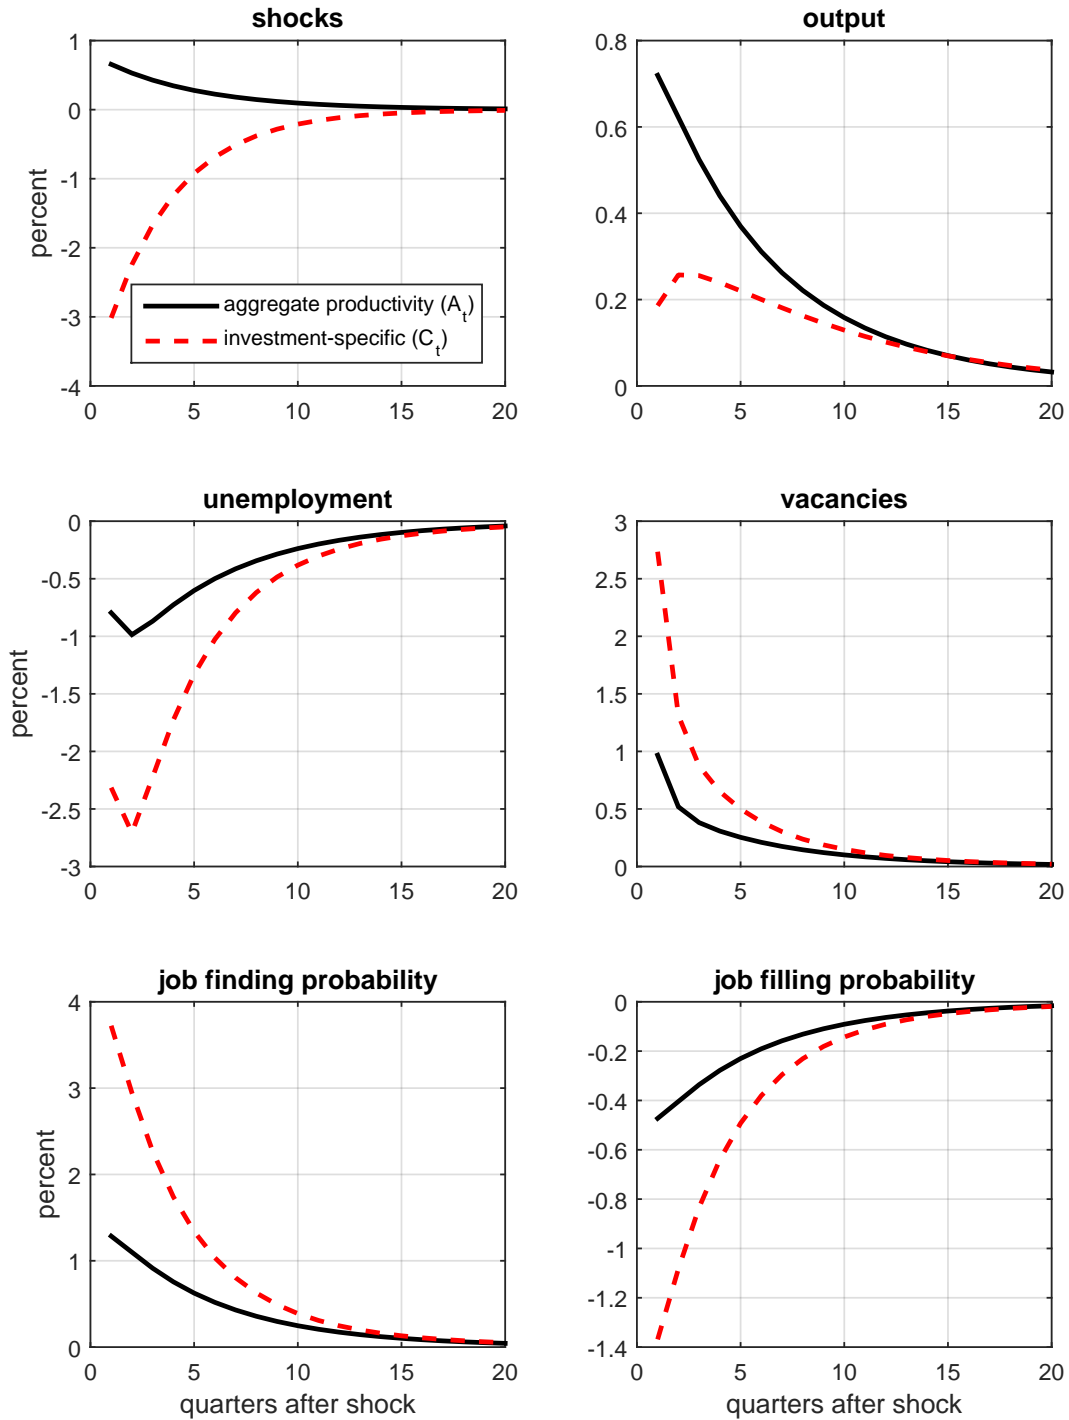 shocks
1
0
-1
-2
-3
-4
percent
aggregate productivity (A_t)
investment-specific (C_t)
0 5 10 15 20
output
0.8
0.6
0.4
0.2
0
0 5 10 15 20
unemployment
0
-0.5
-1
-1.5
-2
-2.5
-3
percent
0 5 10 15 20
vacancies
3
2.5
2
1.5
1
0.5
0
0 5 10 15 20
job finding probability
4
3
2
1
0
percent
0 5 10 15 20
quarters after shock
job filling probability
0
-0.2
-0.4
-0.6
-0.8
-1
-1.2
-1.4
0 5 10 15 20
quarters after shock